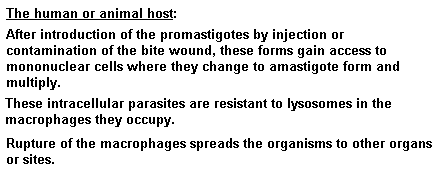 The human or animal host:
After introduction of the promastigotes by injection or
contamination of the bite wound, these forms gain access to
mononuclear cells where they change to amastigote form and
multiply.
These intracellular parasites are resistant to lysosomes in the
macrophages they occupy.
Rupture of the macrophages spreads the organisms to other organs
or sites.